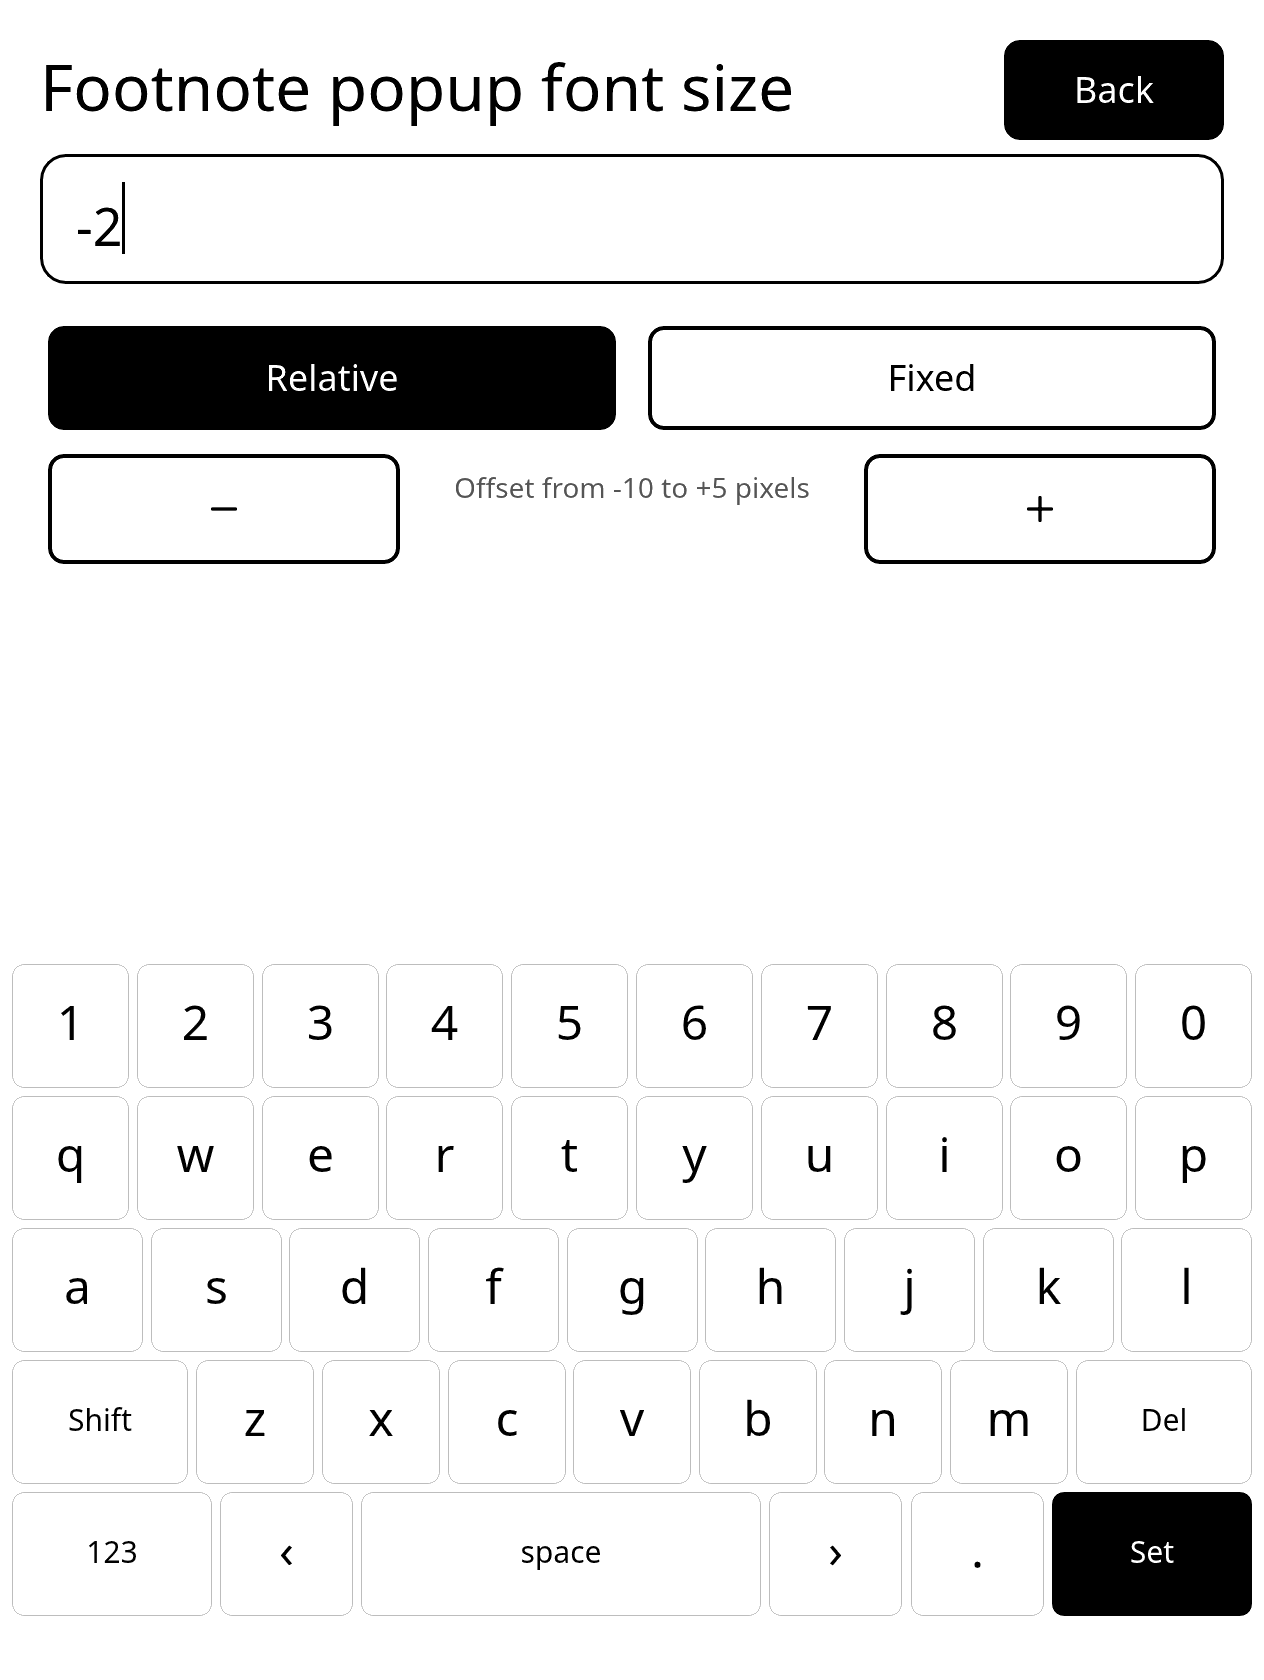 Footnote popup font size
Back
-2
Relative
Fixed
−
Offset from -10 to +5 pixels
+
1 2 3 4 5 6 7 8 9 0
q w e r t y u i o p
a s d f g h j k l
Shift z x c v b n m Del
123 ‹ space › . Set